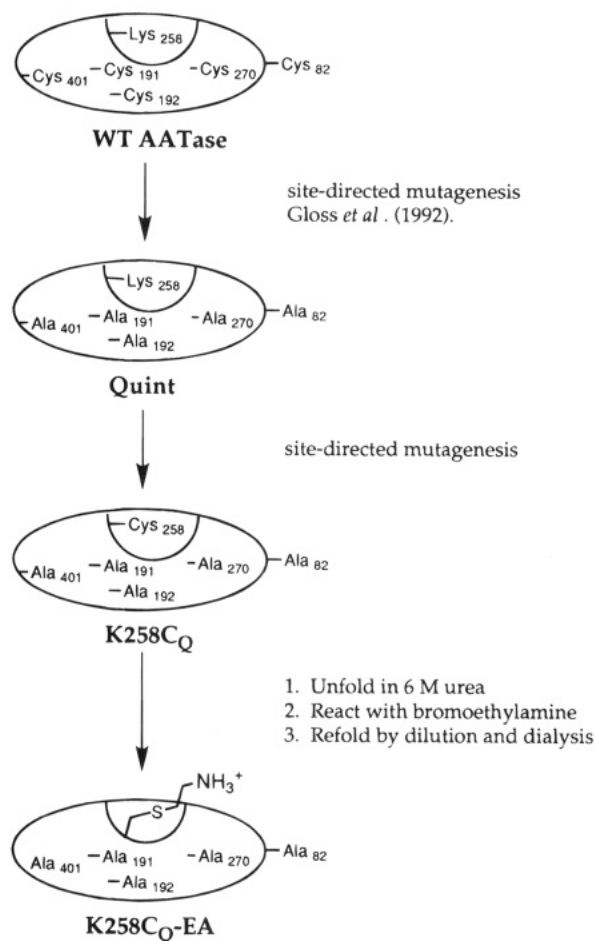 Lys 258
Cys 401 Cys 191 Cys 270 Cys 82
Cys 192
WT AATase
site-directed mutagenesis
Gloss et al . (1992).
Lys 258
Ala 401 Ala 191 Ala 270 Ala 82
Ala 192
Quint
site-directed mutagenesis
Cys 258
Ala 401 Ala 191 Ala 270 Ala 82
Ala 192
K258CQ
1. Unfold in 6 M urea
2. React with bromoethylamine
3. Refold by dilution and dialysis
NH3+
S
Ala 401 Ala 191 Ala 270 Ala 82
Ala 192
K258CQ-EA